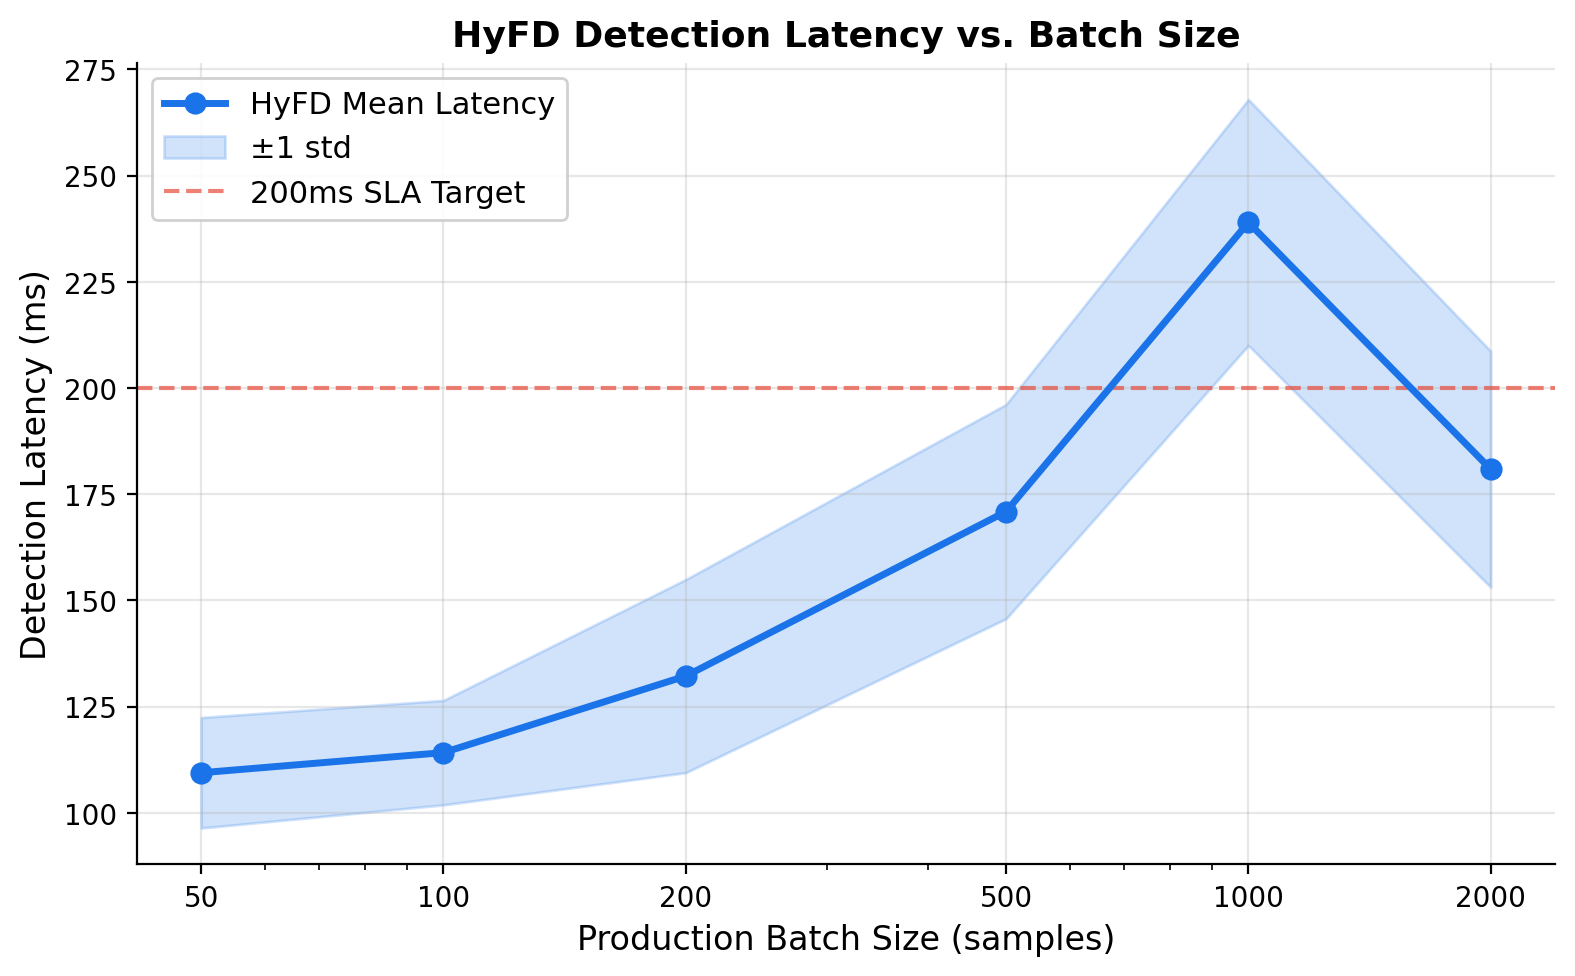 HyFD Detection Latency vs. Batch Size
HyFD Mean Latency
±1 std
200ms SLA Target
Detection Latency (ms)
275
250
225
200
175
150
125
100
50 100 200 500 1000 2000
Production Batch Size (samples)